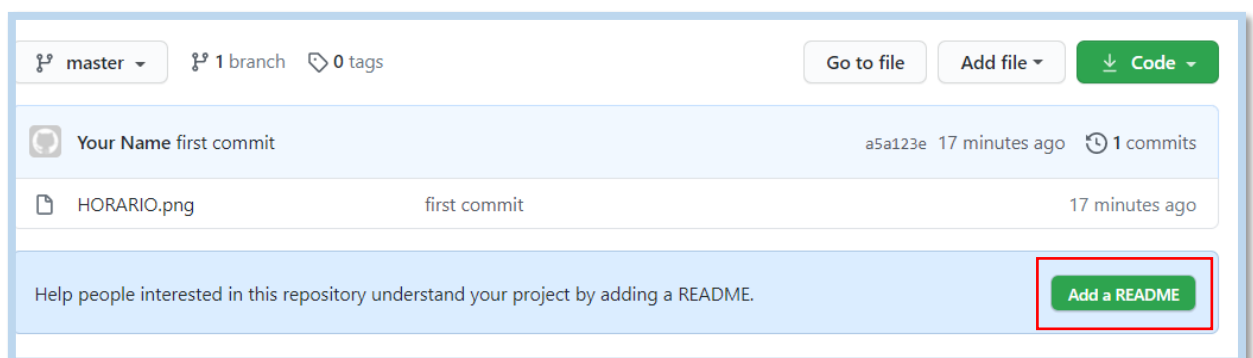 master 1 branch 0 tags Go to file Add file Code
Your Name first commit a5a123e 17 minutes ago 1 commits
HORARIO.png first commit 17 minutes ago
Help people interested in this repository understand your project by adding a README. Add a README